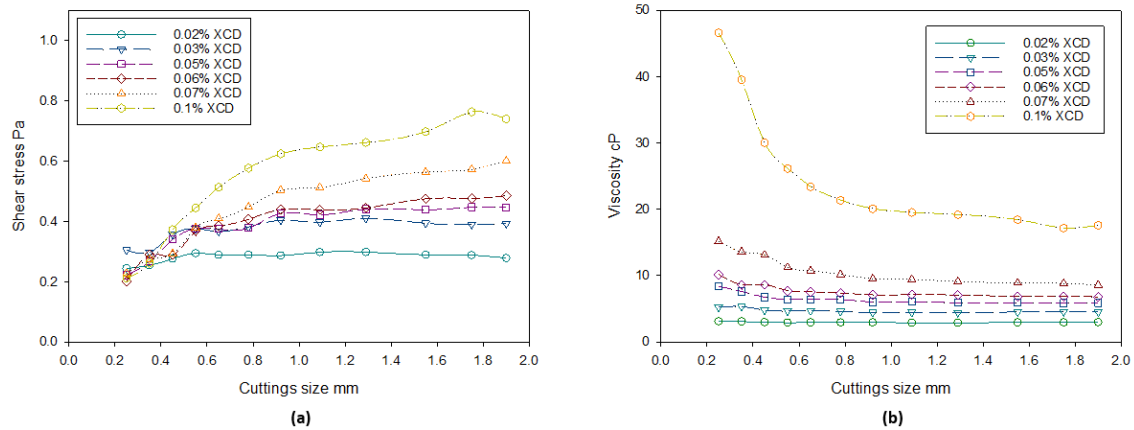 1.0
0.8
0.6
0.4
0.2
0.0
Shear stress Pa
0.02% XCD
0.03% XCD
0.05% XCD
0.06% XCD
0.07% XCD
0.1% XCD
0.0 0.2 0.4 0.6 0.8 1.0 1.2 1.4 1.6 1.8 2.0
Cuttings size mm
(a)
50
40
30
20
10
0
Viscosity cP
0.02% XCD
0.03% XCD
0.05% XCD
0.06% XCD
0.07% XCD
0.1% XCD
0.0 0.2 0.4 0.6 0.8 1.0 1.2 1.4 1.6 1.8 2.0
Cuttings size mm
(b)